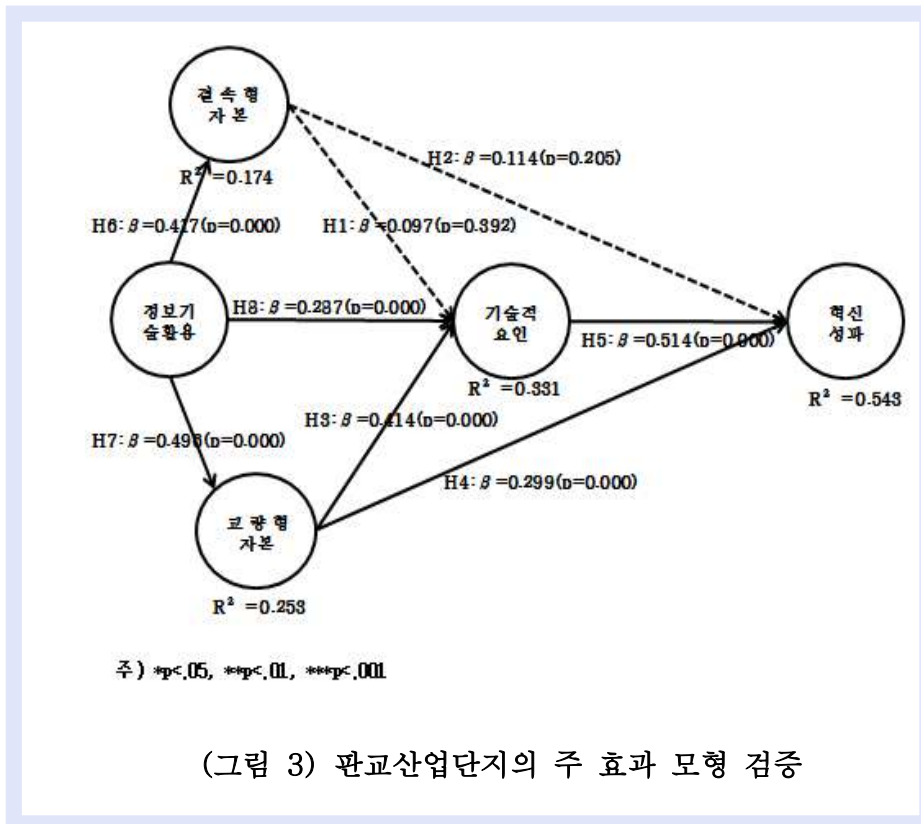 결속형
자본
R² =0.174
H2: β=0.114(p=0.205)
H6: β=0.417(p=0.000)
H1: β=0.097(p=0.392)
정보기
술활용
H8: β=0.287(p=0.000)
기술적
요인
R² =0.331
H5: β=0.514(p=0.000)
혁신
성과
R² =0.543
H3: β=0.414(p=0.000)
H7: β=0.496(p=0.000)
H4: β=0.299(p=0.000)
교량형
자본
R² =0.253
주) *p<.05, **p<.01, ***p<.001
(그림 3) 판교산업단지의 주 효과 모형 검증